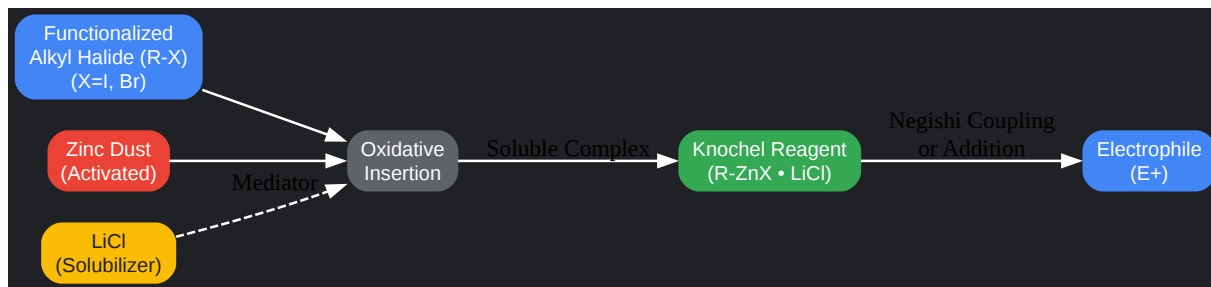 Functionalized
Alkyl Halide (R-X)
(X=I, Br)
Zinc Dust
(Activated)
Mediator
LiCl
(Solubilizer)
Oxidative
Insertion
Soluble Complex
Knochel Reagent
(R-ZnX • LiCl)
Negishi Coupling
or Addition
Electrophile
(E+)